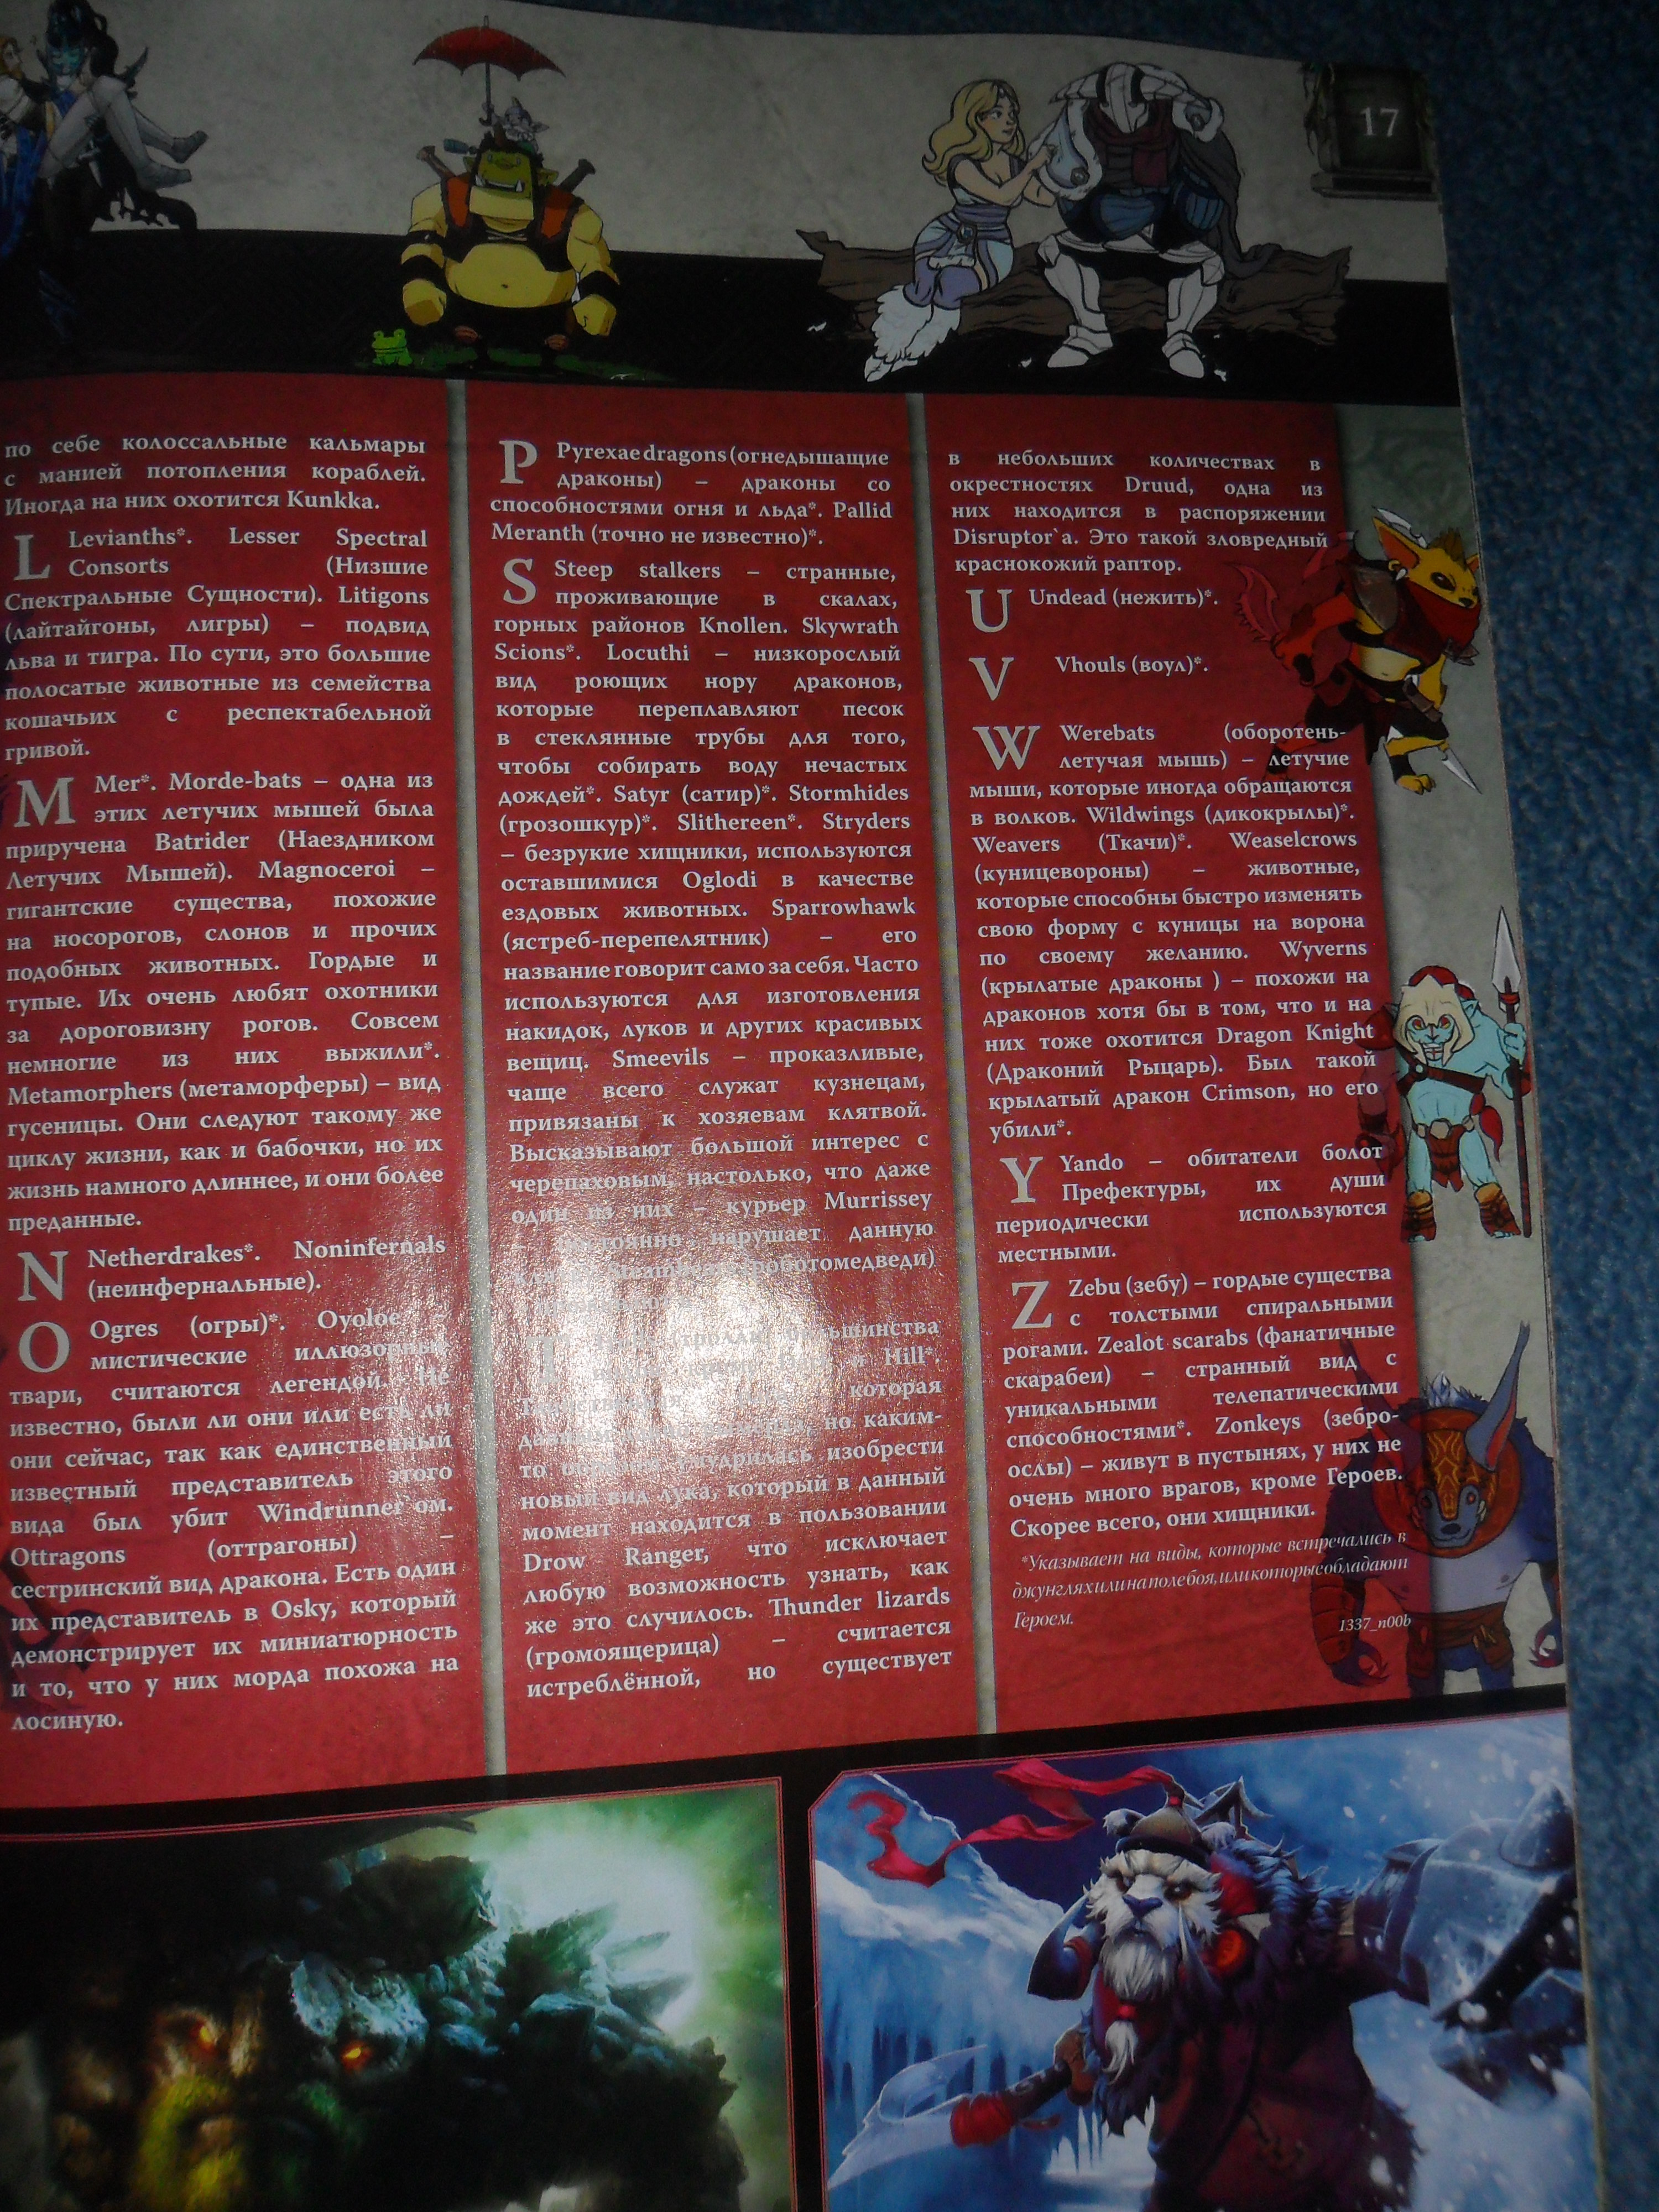 17
по себе колоссальные кальмары
с манией потопления кораблей.
Иногда на них охотится Kunkka.
L Levianths*. Lesser Spectral
Consorts (Низшие
Спектральные Сущности). Litigons
(лайтайгоны, лигры) – подвид
льва и тигра. По сути, это большие
полосатые животные из семейства
кошачьих с респектабельной
гривой.
M Mer*. Morde-bats – одна из
этих летучих мышей была
приручена Batrider (Наездником
Летучих Мышей). Magnoceroi –
гигантские существа, похожие
на носорогов, слонов и прочих
подобных животных. Гордые и
тупые. Их очень любят охотники
за дороговизну рогов. Совсем
немногие из них выжили*.
Metamorphers (метаморферы) – вид
гусеницы. Они следуют такому же
циклу жизни, как и бабочки, но их
жизнь намного длиннее, и они более
преданные.
N Netherdrakes*. Noninfernals
(неинфернальные).
O Ogres (огры)*. Oyoloe –
мистические иллюзорные
твари, считаются легендой. Не
известно, были ли они или есть ли
они сейчас, так как единственный
известный представитель этого
вида был убит Windrunner`ом.
Ottragons (оттрагоны) –
сестринский вид дракона. Есть один
их представитель в Osky, который
демонстрирует их миниатюрность
и то, что у них морда похожа на
лосиную.
P Pyrexae dragons (огнедышащие
драконы) – драконы со
способностями огня и льда*. Pallid
Meranth (точно не известно)*.
S Steep stalkers – странные,
проживающие в скалах,
горных районов Knollen. Skywrath
Scions*. Locuthi – низкорослый
вид роющих нору драконов,
которые переплавляют песок
в стеклянные трубы для того,
чтобы собирать воду нечастых
дождей*. Satyr (сатир)*. Stormhides
(грозошкур)*. Slithereen*. Stryders
– безрукие хищники, используются
оставшимися Oglodi в качестве
ездовых животных. Sparrowhawk
(ястреб-перепелятник) – его
название говорит само за себя. Часто
используются для изготовления
накидок, луков и других красивых
вещиц. Smeevils – проказливые,
чаще всего служат кузнецам,
привязаны к хозяевам клятвой.
Высказывают большой интерес с
черепаховым, настолько, что даже
один из них – курьер Murrissey
– постоянно нарушает данную
(роботомедведи)
T большинства
и Hill*.
которая
но каким-
то умудрилась изобрести
новый вид лука, который в данный
момент находится в пользовании
Drow Ranger, что исключает
любую возможность узнать, как
же это случилось. Thunder lizards
(громоящерица) – считается
истреблённой, но существует
в небольших количествах в
окрестностях Druud, одна из
них находится в распоряжении
Disruptor`а. Это такой зловредный
краснокожий раптор.
U Undead (нежить)*.
V Vhouls (воул)*.
W Werebats (оборотень-
летучая мышь) – летучие
мыши, которые иногда обращаются
в волков. Wildwings (дикокрылы)*.
Weavers (Ткачи)*. Weaselcrows
(куницевороны) – животные,
которые способны быстро изменять
свою форму с куницы на ворона
по своему желанию. Wyverns
(крылатые драконы ) – похожи на
драконов хотя бы в том, что и на
них тоже охотится Dragon Knight
(Драконий Рыцарь). Был такой
крылатый дракон Crimson, но его
убили*.
Y Yando – обитатели болот
Префектуры, их души
периодически используются
местными.
Z Zebu (зебу) – гордые существа
с толстыми спиральными
рогами. Zealot scarabs (фанатичные
скарабеи) – странный вид с
уникальными телепатическими
способностями*. Zonkeys (зебро-
ослы) – живут в пустынях, у них не
очень много врагов, кроме Героев.
Скорее всего, они хищники.
*Указывает на виды, которые встречались в
джунглях или на поле боя, или которые обладают
Героем.
1337_n00b